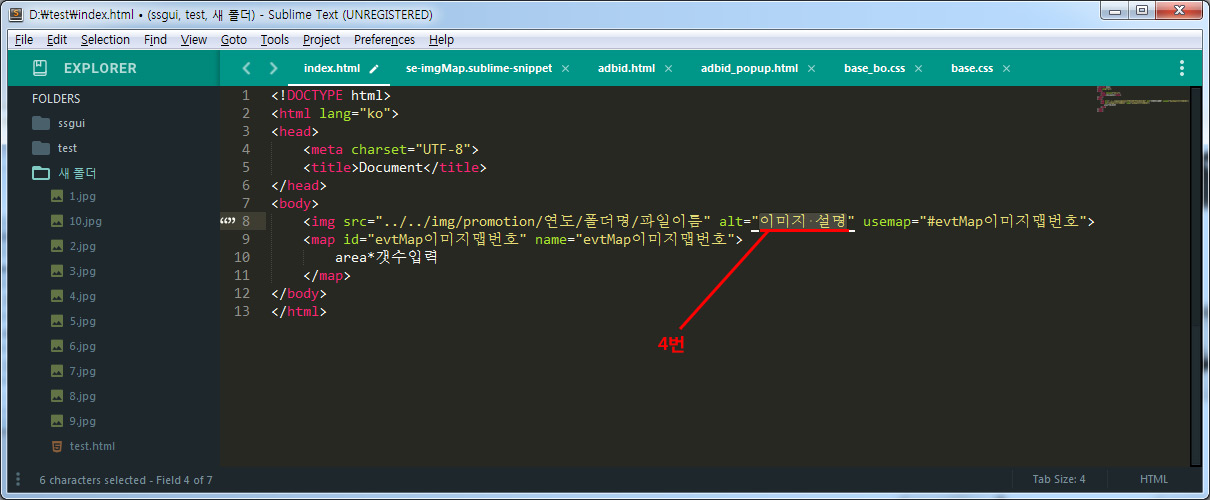 D:\test\index.html • (ssgui, test, 새 폴더) - Sublime Text (UNREGISTERED)
File Edit Selection Find View Goto Tools Project Preferences Help
EXPLORER
index.html se-imgMap.sublime-snippet adbid.html adbid_popup.html base_bo.css base.css
FOLDERS
ssgui
test
새 폴더
1.jpg
10.jpg
2.jpg
3.jpg
4.jpg
5.jpg
6.jpg
7.jpg
8.jpg
9.jpg
test.html
1 <!DOCTYPE html>
2 <html lang="ko">
3 <head>
4 <meta charset="UTF-8">
5 <title>Document</title>
6 </head>
7 <body>
8 <img src="../../img/promotion/연도/폴더명/파일이름" alt="이미지 설명" usemap="#evtMap이미지맵번호">
9 <map id="evtMap이미지맵번호" name="evtMap이미지맵번호">
10 area*갯수입력
11 </map>
12 </body>
13 </html>
4번
6 characters selected - Field 4 of 7 Tab Size: 4 HTML